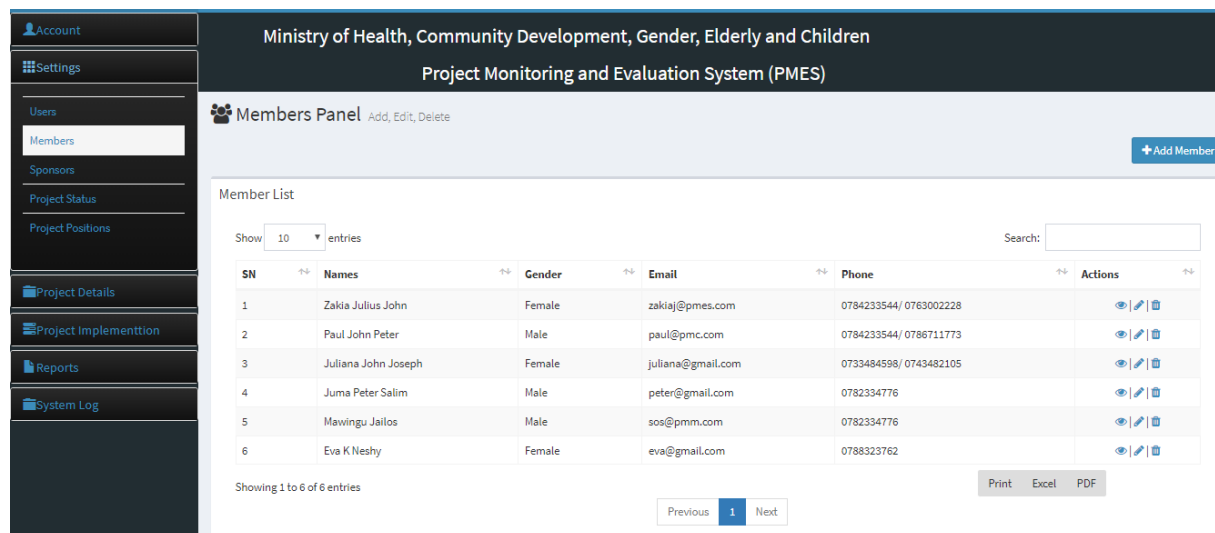 Account
Settings
Users
Members
Sponsors
Project Status
Project Positions
Project Details
Project Implementtion
Reports
System Log
Ministry of Health, Community Development, Gender, Elderly and Children
Project Monitoring and Evaluation System (PMES)
Members Panel Add, Edit, Delete
Add Member
Member List
Show 10 entries Search:
SN Names Gender Email Phone Actions
1 Zakia Julius John Female zakiaj@pmes.com 0784233544/ 0763002228
2 Paul John Peter Male paul@pmc.com 0784233544/ 0786711773
3 Juliana John Joseph Female juliana@gmail.com 0733484598/ 0743482105
4 Juma Peter Salim Male peter@gmail.com 0782334776
5 Mawingu Jailos Male sos@pmm.com 0782334776
6 Eva K Neshy Female eva@gmail.com 0788323762
Showing 1 to 6 of 6 entries Print Excel PDF
Previous 1 Next